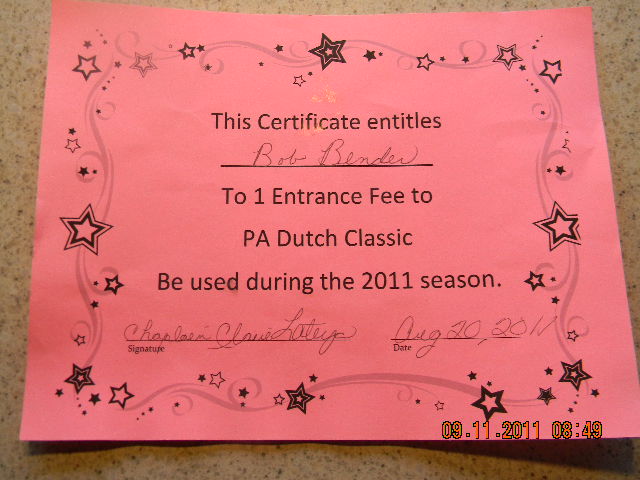 This Certificate entitles
Bob Bender
To 1 Entrance Fee to
PA Dutch Classic
Be used during the 2011 season.
Chaplain Aug 20, 2011
Signature Date
09.11.2011 08:49